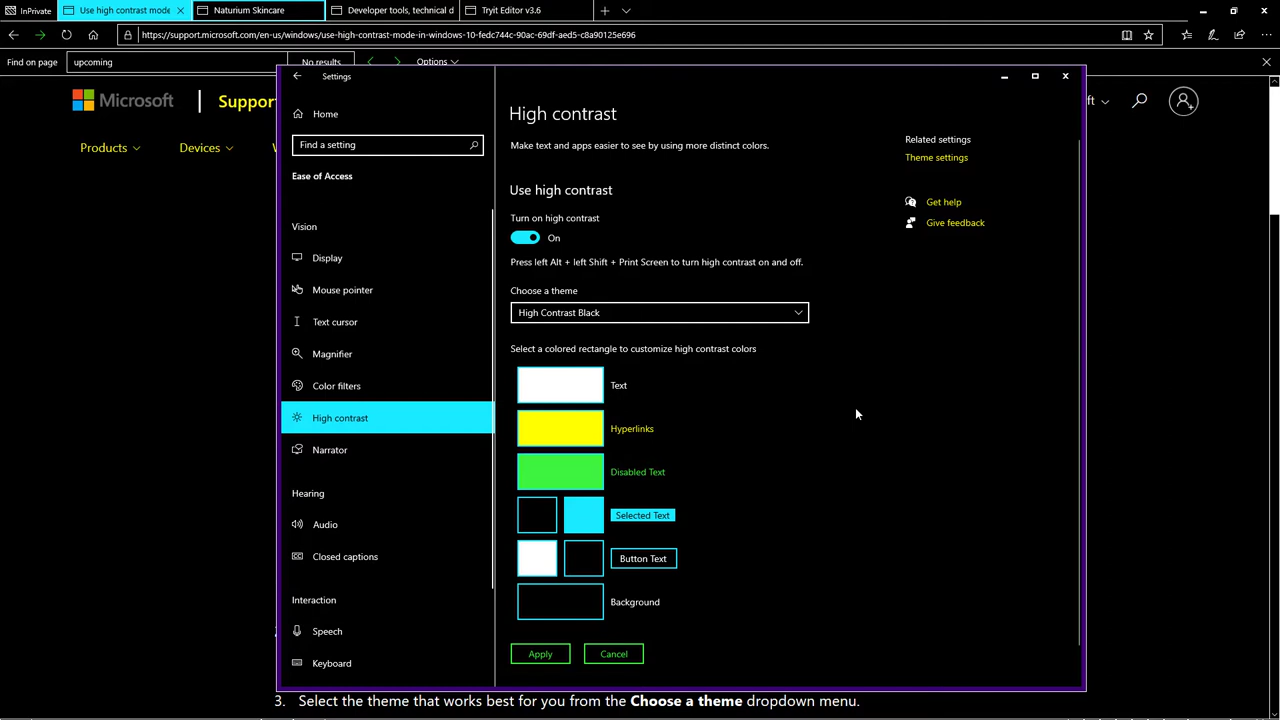 InPrivate
Use high contrast mode
Naturium Skincare
Developer tools, technical d
Tryit Editor v3.6
https://support.microsoft.com/en-us/windows/use-high-contrast-mode-in-windows-10-fedc744c-90ac-69df-aed5-c8a90125e696
Find on page
upcoming
No results
Options
Microsoft
Support
ft
Products
Devices
Settings
Home
Find a setting
Ease of Access
Vision
Display
Mouse pointer
Text cursor
Magnifier
Color filters
High contrast
Narrator
Hearing
Audio
Closed captions
Interaction
Speech
Keyboard
High contrast
Make text and apps easier to see by using more distinct colors.
Use high contrast
Turn on high contrast
On
Press left Alt + left Shift + Print Screen to turn high contrast on and off.
Choose a theme
High Contrast Black
Select a colored rectangle to customize high contrast colors
Text
Hyperlinks
Disabled Text
Selected Text
Button Text
Background
Apply
Cancel
Related settings
Theme settings
Get help
Give feedback
3. Select the theme that works best for you from the Choose a theme dropdown menu.